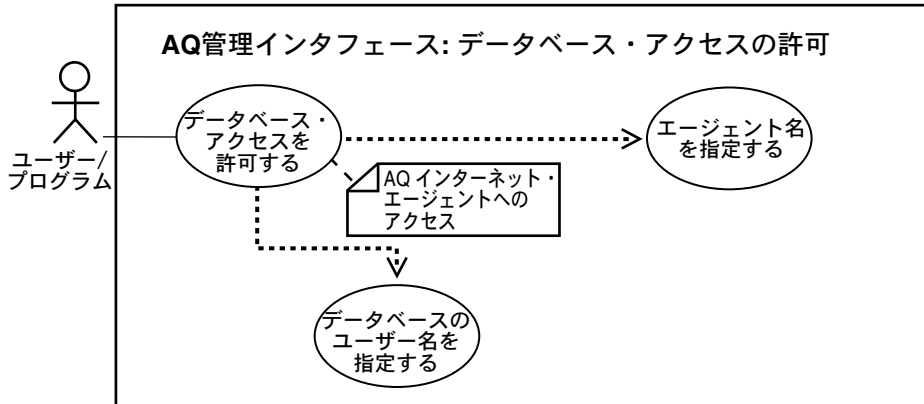 AQ管理インタフェース: データベース・アクセスの許可
ユーザー/
プログラム
データベース・
アクセスを
許可する
エージェント名
を指定する
AQ インターネット・
エージェントへの
アクセス
データベースの
ユーザー名を
指定する